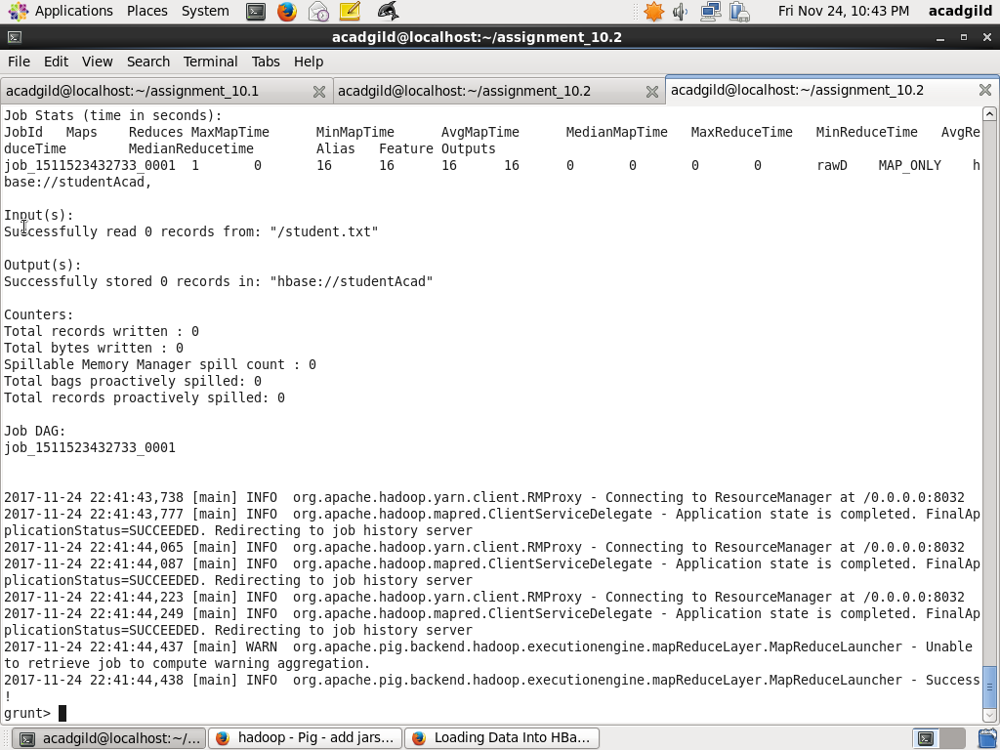 Applications Places System Fri Nov 24, 10:43 PM acadgild
acadgild@localhost:~/assignment_10.2
File Edit View Search Terminal Tabs Help
acadgild@localhost:~/assignment_10.1 acadgild@localhost:~/assignment_10.2 acadgild@localhost:~/assignment_10.2
Job Stats (time in seconds):
JobId Maps Reduces MaxMapTime MinMapTime AvgMapTime MedianMapTime MaxReduceTime MinReduceTime AvgRe
duceTime MedianReducetime Alias Feature Outputs
job_1511523432733_0001 1 0 16 16 16 16 0 0 0 0 rawD MAP_ONLY h
base://studentAcad,
Input(s):
Successfully read 0 records from: "/student.txt"
Output(s):
Successfully stored 0 records in: "hbase://studentAcad"
Counters:
Total records written : 0
Total bytes written : 0
Spillable Memory Manager spill count : 0
Total bags proactively spilled: 0
Total records proactively spilled: 0
Job DAG:
job_1511523432733_0001
2017-11-24 22:41:43,738 [main] INFO org.apache.hadoop.yarn.client.RMProxy - Connecting to ResourceManager at /0.0.0.0:8032
2017-11-24 22:41:43,777 [main] INFO org.apache.hadoop.mapred.ClientServiceDelegate - Application state is completed. FinalAp
plicationStatus=SUCCEEDED. Redirecting to job history server
2017-11-24 22:41:44,065 [main] INFO org.apache.hadoop.yarn.client.RMProxy - Connecting to ResourceManager at /0.0.0.0:8032
2017-11-24 22:41:44,087 [main] INFO org.apache.hadoop.mapred.ClientServiceDelegate - Application state is completed. FinalAp
plicationStatus=SUCCEEDED. Redirecting to job history server
2017-11-24 22:41:44,223 [main] INFO org.apache.hadoop.yarn.client.RMProxy - Connecting to ResourceManager at /0.0.0.0:8032
2017-11-24 22:41:44,249 [main] INFO org.apache.hadoop.mapred.ClientServiceDelegate - Application state is completed. FinalAp
plicationStatus=SUCCEEDED. Redirecting to job history server
2017-11-24 22:41:44,437 [main] WARN org.apache.pig.backend.hadoop.executionengine.mapReduceLayer.MapReduceLauncher - Unable
to retrieve job to compute warning aggregation.
2017-11-24 22:41:44,438 [main] INFO org.apache.pig.backend.hadoop.executionengine.mapReduceLayer.MapReduceLauncher - Success
!
grunt>
acadgild@localhost:~/... hadoop - Pig - add jars... Loading Data Into HBa...